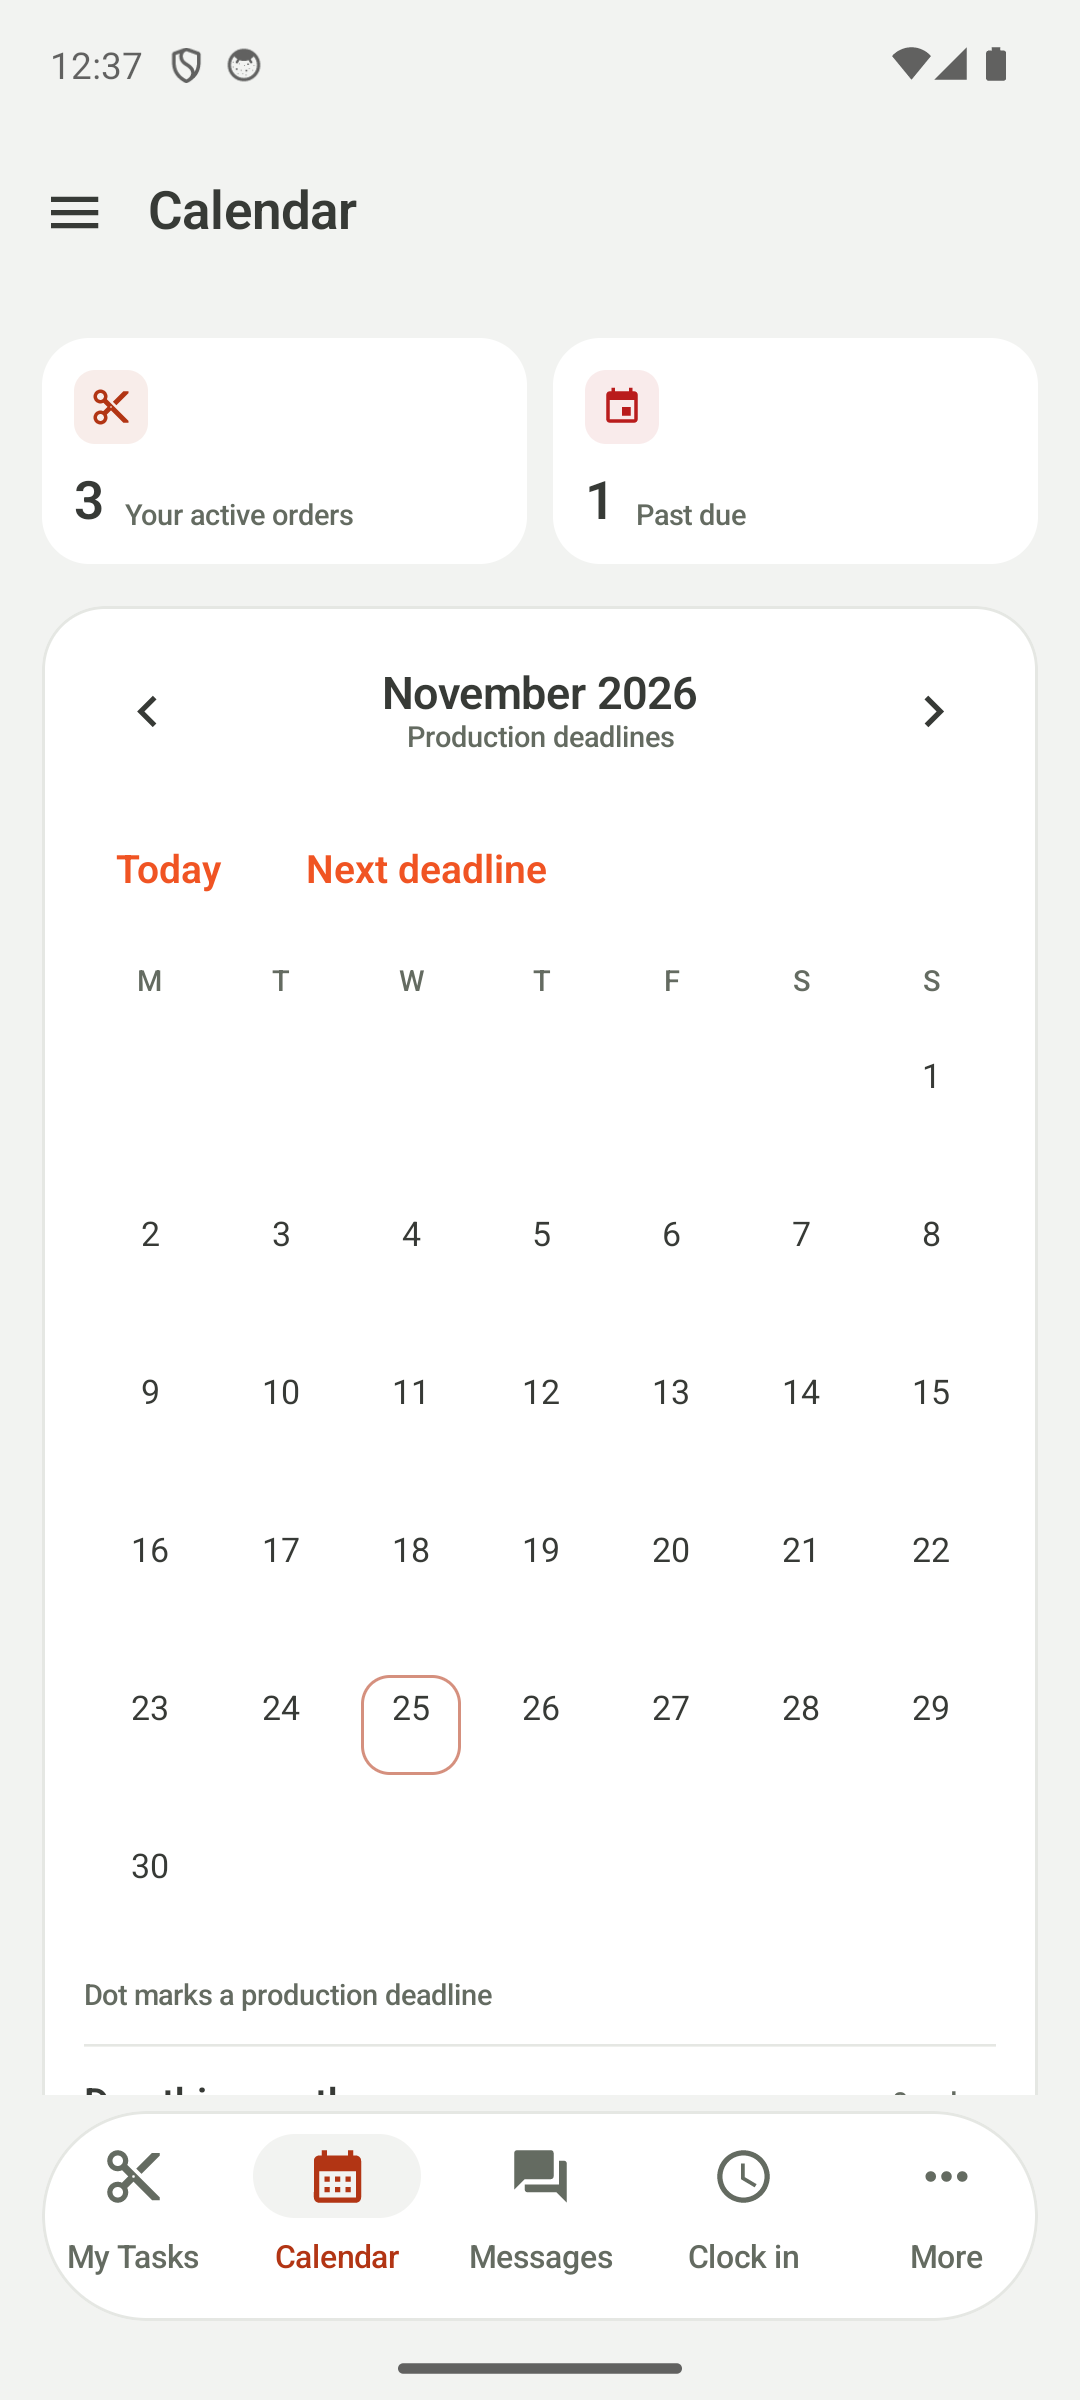 12:37
Calendar
3 Your active orders
1 Past due
November 2026
Production deadlines
Today Next deadline
M T W T F S S
1
2 3 4 5 6 7 8
9 10 11 12 13 14 15
16 17 18 19 20 21 22
23 24 25 26 27 28 29
30
Dot marks a production deadline
My Tasks Calendar Messages Clock in More